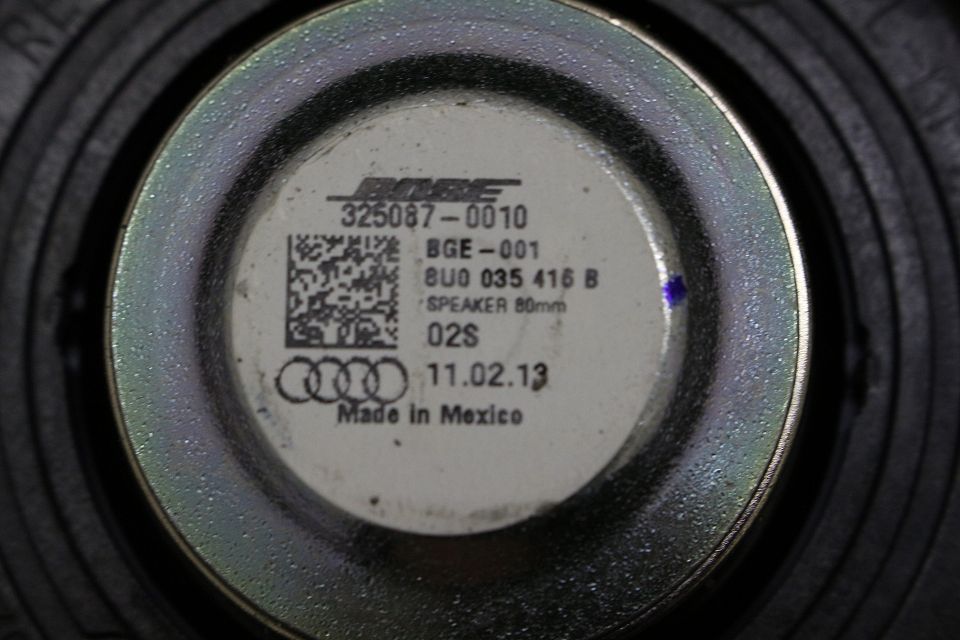 BOSE
325087-0010
BGE-001
8U0 035 416 B
SPEAKER 80mm
02S
11.02.13
Made in Mexico